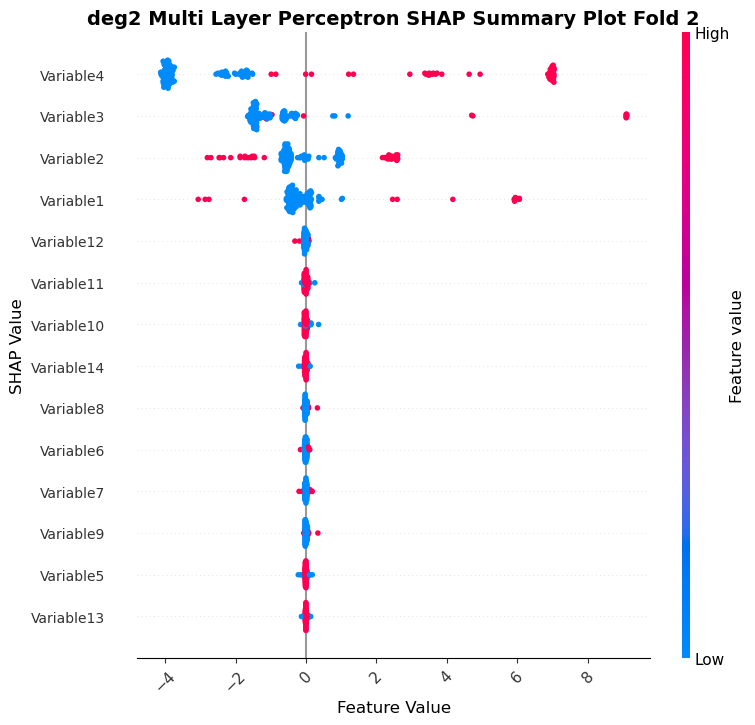 deg2 Multi Layer Perceptron SHAP Summary Plot Fold 2
High
Variable4
Variable3
Variable2
Variable1
Variable12
Variable11
Variable10
Variable14
Variable8
Variable6
Variable7
Variable9
Variable5
Variable13
SHAP Value
Feature value
Low
−4
−2
0
2
4
6
8
Feature Value